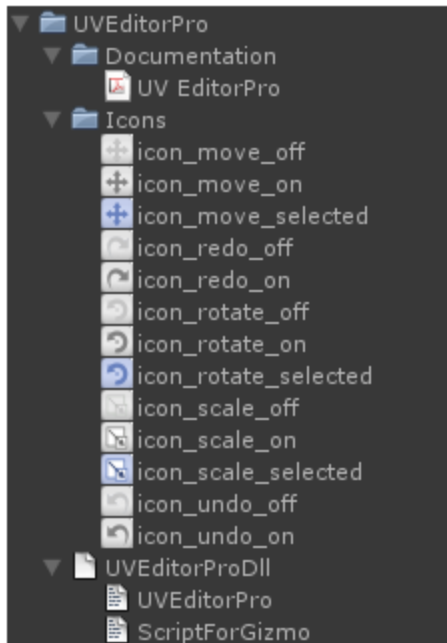 UVEditorPro
Documentation
UV EditorPro
Icons
icon_move_off
icon_move_on
icon_move_selected
icon_redo_off
icon_redo_on
icon_rotate_off
icon_rotate_on
icon_rotate_selected
icon_scale_off
icon_scale_on
icon_scale_selected
icon_undo_off
icon_undo_on
UVEditorProDll
UVEditorPro
ScriptForGizmo